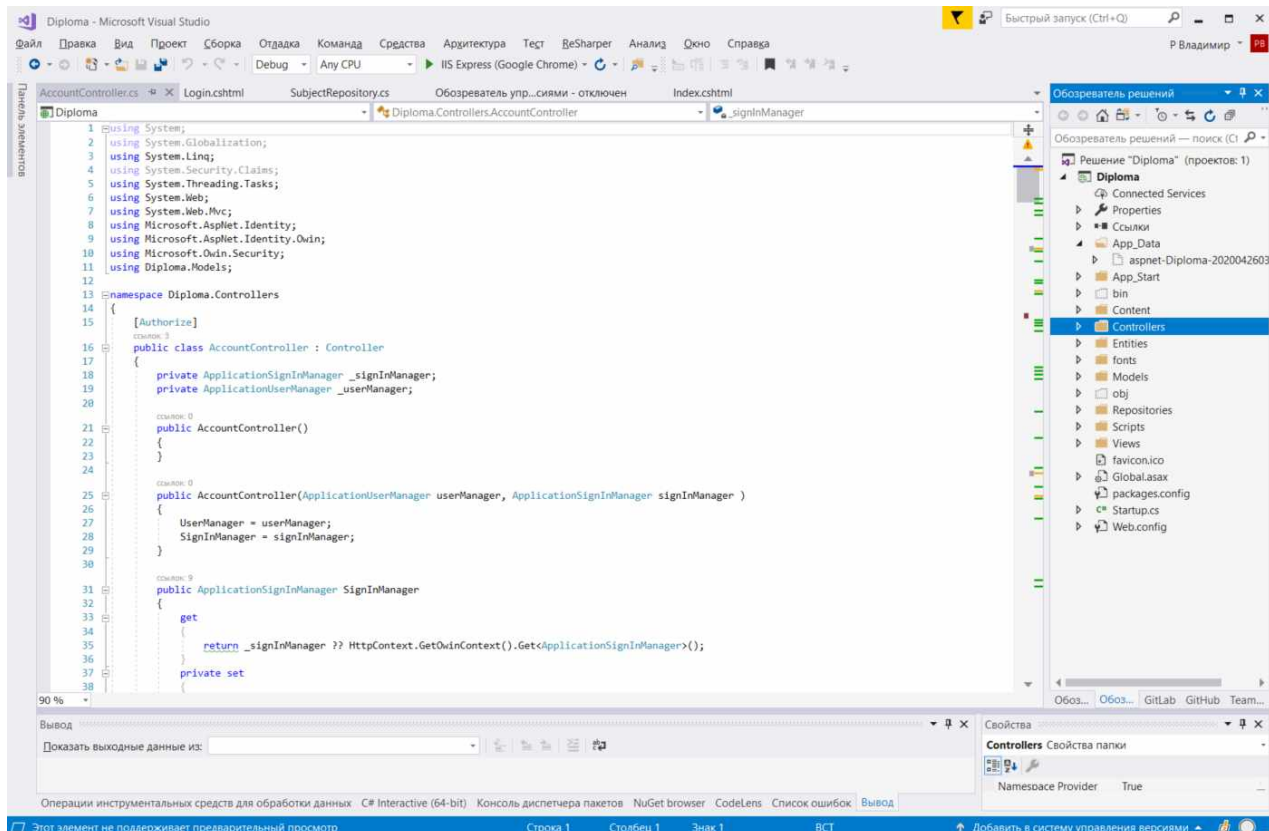 Diploma - Microsoft Visual Studio
Быстрый запуск (Ctrl+Q)
Файл Правка Вид Проект Сборка Отладка Команда Средства Архитектура Тест ReSharper Анализ Окно Справка
Р Владимир РВ
Debug Any CPU IIS Express (Google Chrome)
Панель элементов
AccountController.cs Login.cshtml SubjectRepository.cs Обозреватель упр...сиями - отключен Index.cshtml
Diploma Diploma.Controllers.AccountController _signInManager
1 using System;
2 using System.Globalization;
3 using System.Linq;
4 using System.Security.Claims;
5 using System.Threading.Tasks;
6 using System.Web;
7 using System.Web.Mvc;
8 using Microsoft.AspNet.Identity;
9 using Microsoft.AspNet.Identity.Owin;
10 using Microsoft.Owin.Security;
11 using Diploma.Models;
12
13 namespace Diploma.Controllers
14 {
15 [Authorize]
ссылок: 3
16 public class AccountController : Controller
17 {
18 private ApplicationSignInManager _signInManager;
19 private ApplicationUserManager _userManager;
20
ссылок: 0
21 public AccountController()
22 {
23 }
24
ссылок: 0
25 public AccountController(ApplicationUserManager userManager, ApplicationSignInManager signInManager )
26 {
27 UserManager = userManager;
28 SignInManager = signInManager;
29 }
30
ссылок: 9
31 public ApplicationSignInManager SignInManager
32 {
33 get
34 {
35 return _signInManager ?? HttpContext.GetOwinContext().Get<ApplicationSignInManager>();
36 }
37 private set
38 {
90 %
Обозреватель решений
Обозреватель решений — поиск (Ct
Решение "Diploma" (проектов: 1)
Diploma
Connected Services
Properties
Ссылки
App_Data
aspnet-Diploma-2020042603
App_Start
bin
Content
Controllers
Entities
fonts
Models
obj
Repositories
Scripts
Views
favicon.ico
Global.asax
packages.config
Startup.cs
Web.config
Обоз... Обоз... GitLab GitHub Team...
Вывод
Показать выходные данные из:
Свойства
Controllers Свойства папки
Namespace Provider True
Операции инструментальных средств для обработки данных C# Interactive (64-bit) Консоль диспетчера пакетов NuGet browser CodeLens Список ошибок Вывод
Этот элемент не поддерживает предварительный просмотр Строка 1 Столбец 1 Знак 1 ВСТ Добавить в систему управления версиями